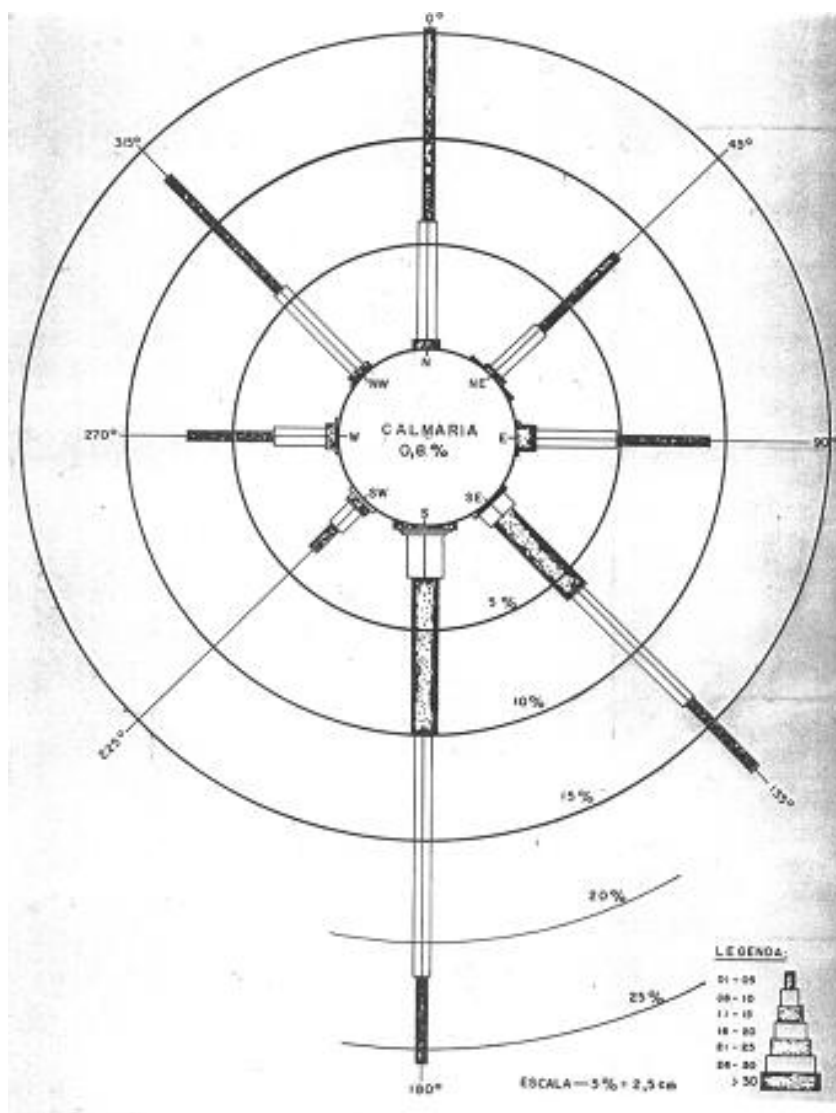 0°
315°
45°
N
NW
NE
270°
W
CALMARIA
0,8 %
E
90°
SW
S
SE
5 %
10%
225°
15%
135°
20%
25%
180°
LEGENDA:
01 - 05
06 - 10
11 - 15
16 - 20
21 - 25
26 - 30
> 30
ESCALA — 5 % = 2,5 cm